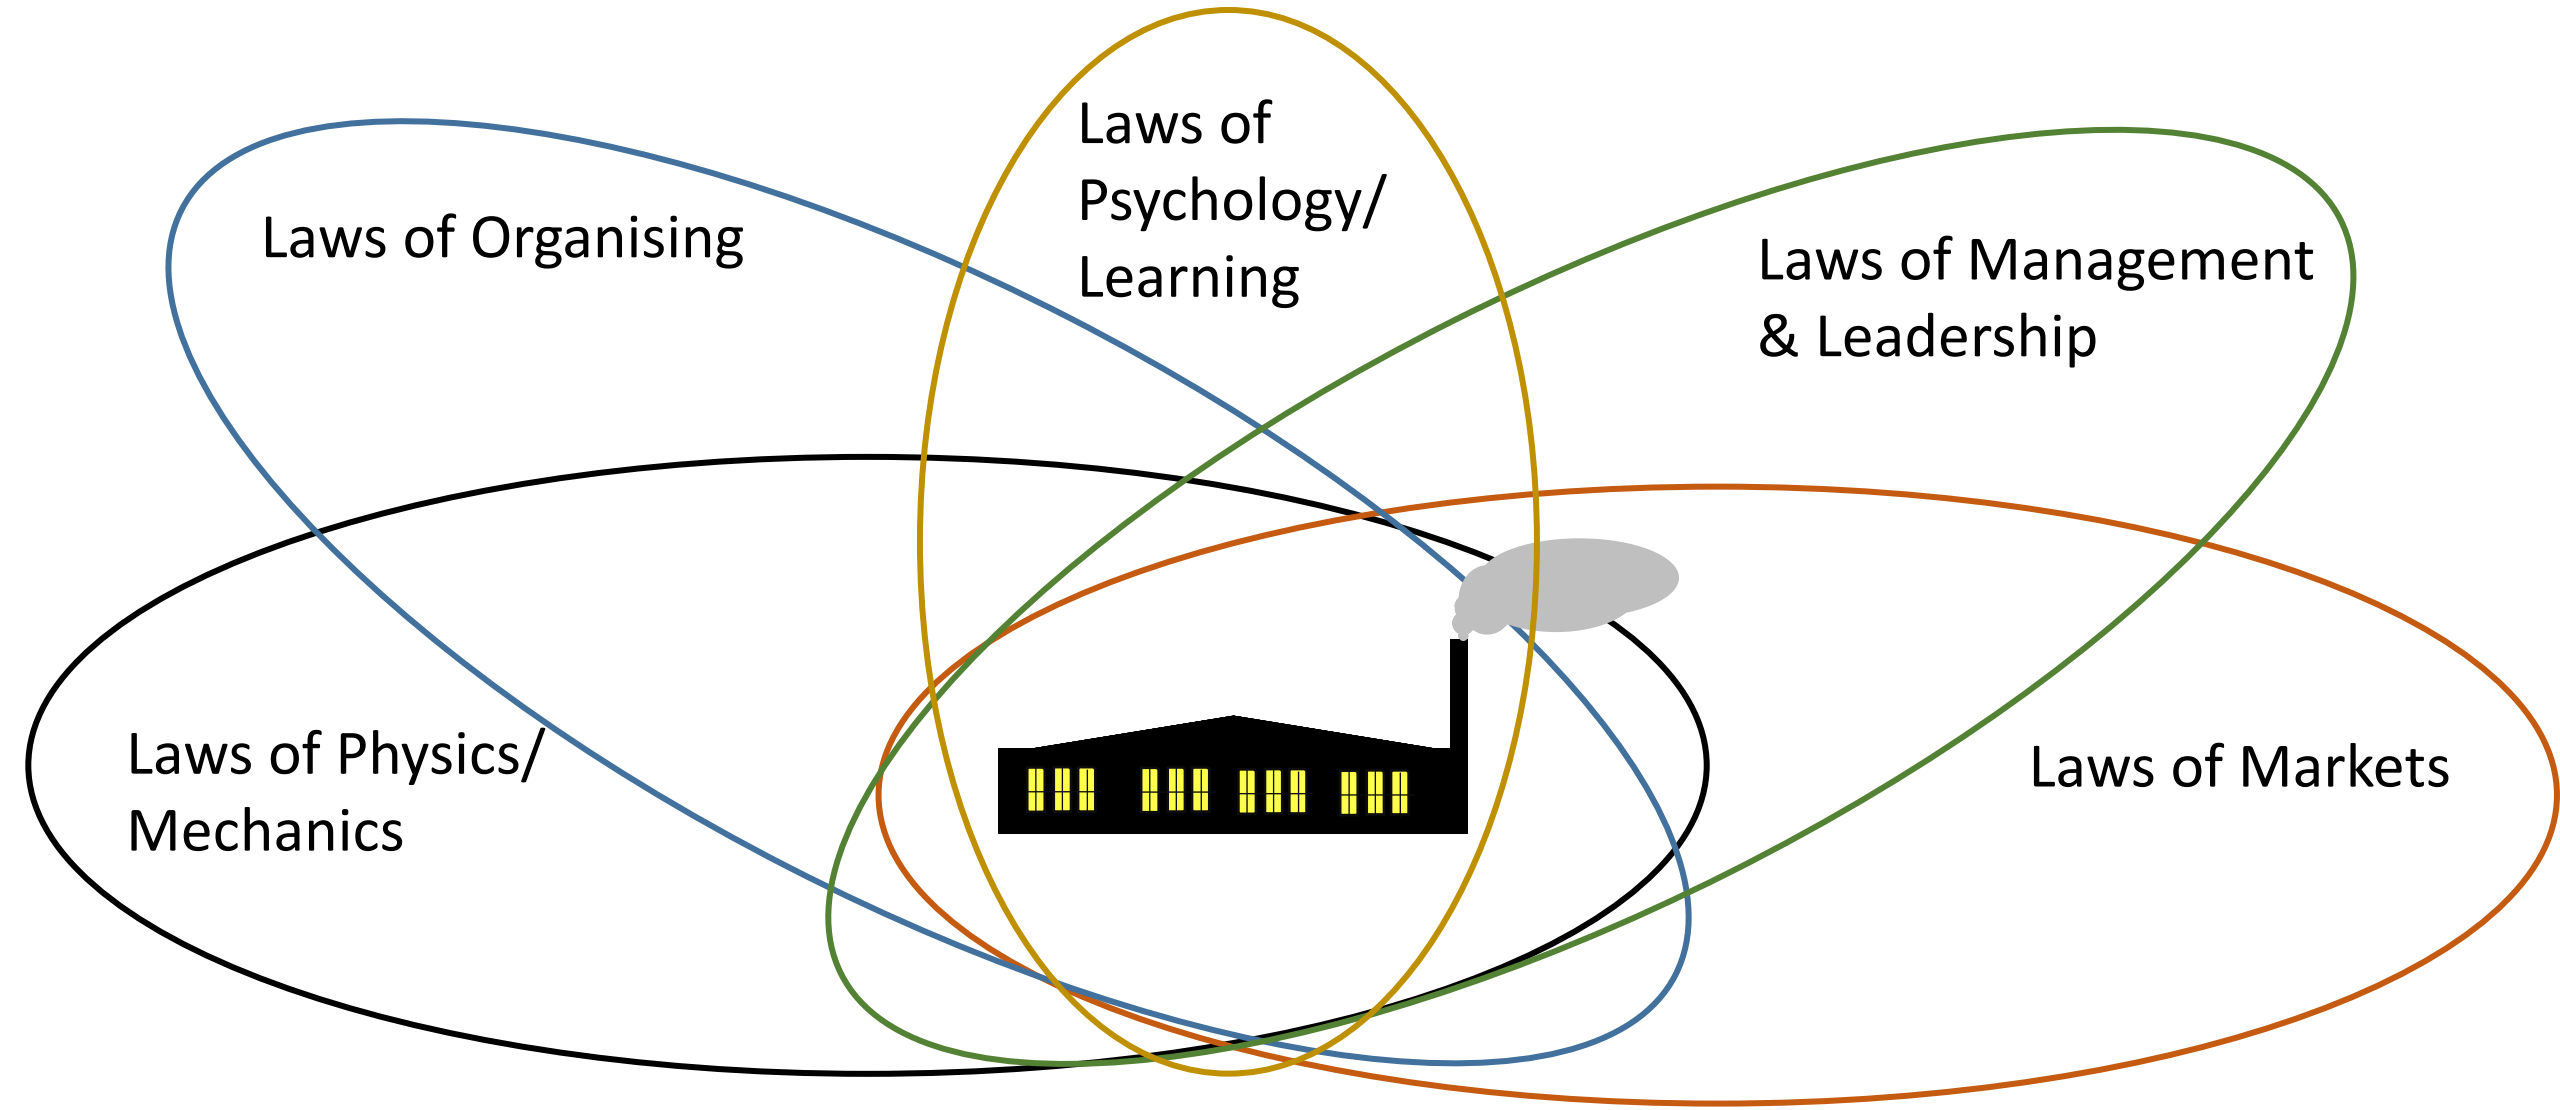 Laws of
Psychology/
Learning
Laws of Organising
Laws of Management
& Leadership
Laws of Physics/
Mechanics
Laws of Markets